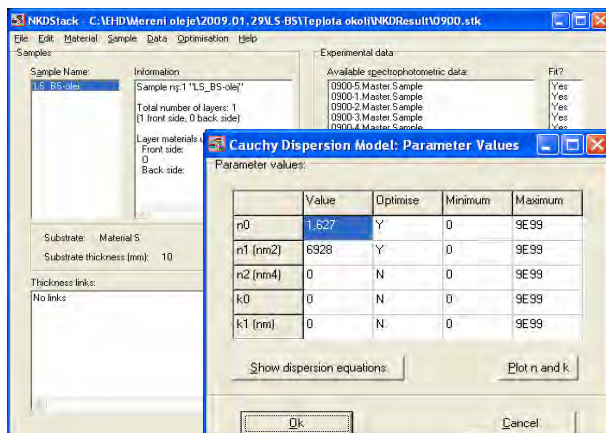 NKDStack - C:\EHD\Mereni oleje\2009.01.29\LS-BS\Teplota okoli\NKDResult\0900.stk
File Edit Material Sample Data Optimisation Help
Samples
Sample Name:
LS_BS-olej
Information
Sample ns:1 "LS_BS-olej"
Total number of layers: 1
(1 front side, 0 back side)
Layer materials
Front side:
O
Back side:
Substrate: Material S
Substrate thickness (mm): 10
Thickness links:
No links
Experimental data
Available spectrophotometric data: Fit?
0900-5.Master.Sample Yes
0900-1.Master.Sample Yes
0900-2.Master.Sample Yes
0900-3.Master.Sample Yes
0900-4.Master.Sample Yes
Cauchy Dispersion Model: Parameter Values
Parameter values:
Value Optimise Minimum Maximum
n0 1.627 Y 0 9E99
n1 (nm2) 6928 Y 0 9E99
n2 (nm4) 0 N 0 9E99
k0 0 N 0 9E99
k1 (nm) 0 N 0 9E99
Show dispersion equations
Plot n and k
Ok
Cancel